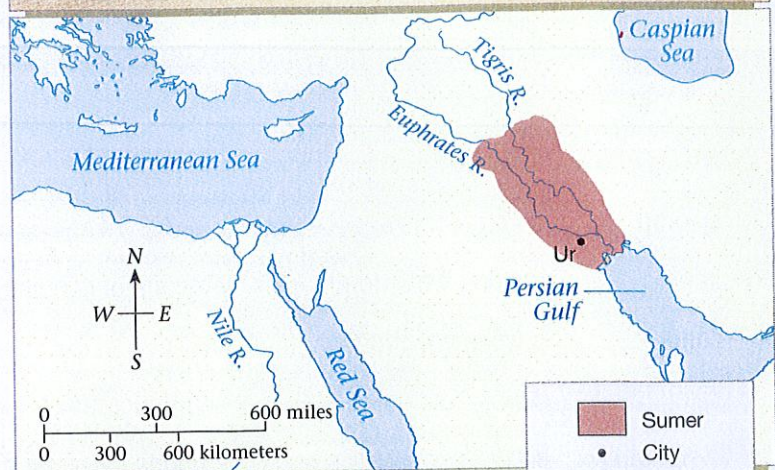 Caspian
Sea
Tigris R.
Euphrates R.
Mediterranean Sea
Ur
Persian
Gulf
N
W E
S
Nile R.
Red Sea
0 300 600 miles
0 300 600 kilometers
Sumer
City